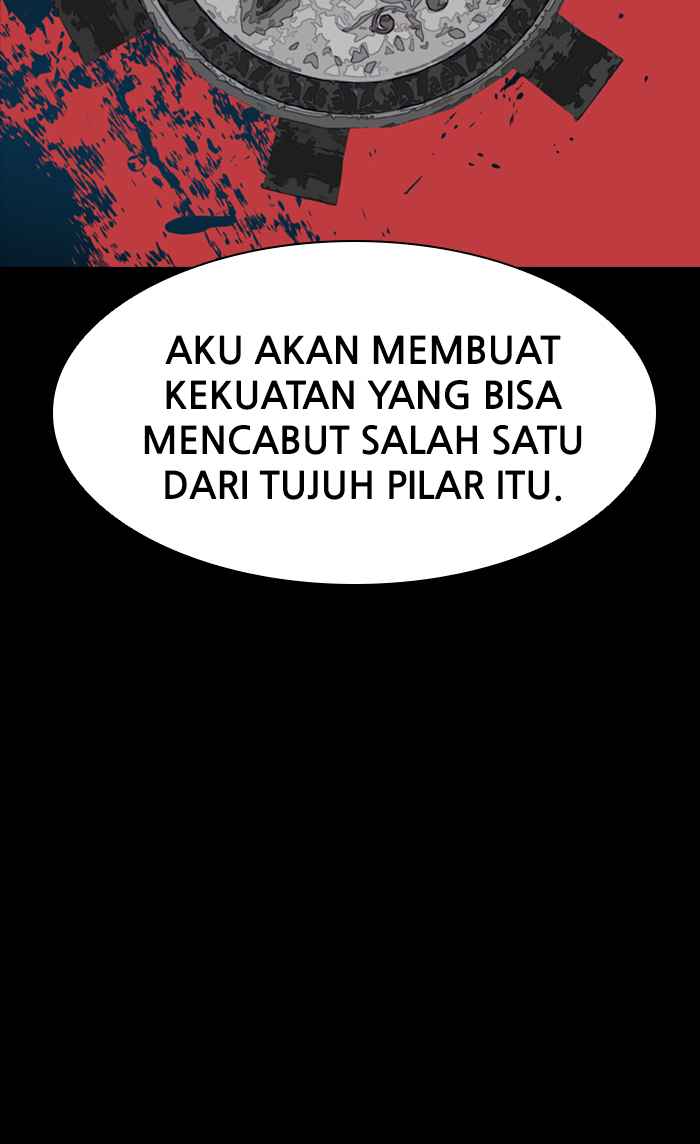 AKU AKAN MEMBUAT
KEKUATAN YANG BISA
MENCABUT SALAH SATU
DARI TUJUH PILAR ITU.